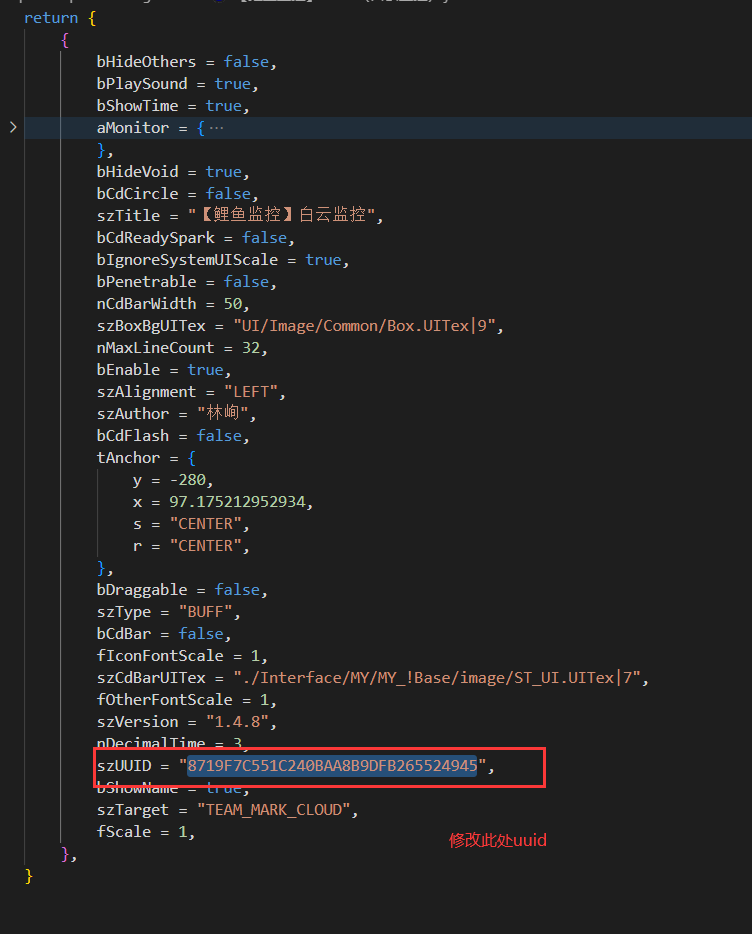 return {
{
bHideOthers = false,
bPlaySound = true,
bShowTime = true,
aMonitor = { ···
},
bHideVoid = true,
bCdCircle = false,
szTitle = "【鲤鱼监控】白云监控",
bCdReadySpark = false,
bIgnoreSystemUIScale = true,
bPenetrable = false,
nCdBarWidth = 50,
szBoxBgUITex = "UI/Image/Common/Box.UITex|9",
nMaxLineCount = 32,
bEnable = true,
szAlignment = "LEFT",
szAuthor = "林峋",
bCdFlash = false,
tAnchor = {
y = -280,
x = 97.175212952934,
s = "CENTER",
r = "CENTER",
},
bDraggable = false,
szType = "BUFF",
bCdBar = false,
fIconFontScale = 1,
szCdBarUITex = "./Interface/MY/MY_!Base/image/ST_UI.UITex|7",
fOtherFontScale = 1,
szVersion = "1.4.8",
nDecimalTime = 3,
szUUID = "8719F7C551C240BAA8B9DFB265524945",
bShowName = true,
szTarget = "TEAM_MARK_CLOUD",
fScale = 1,
修改此处uuid
},
}